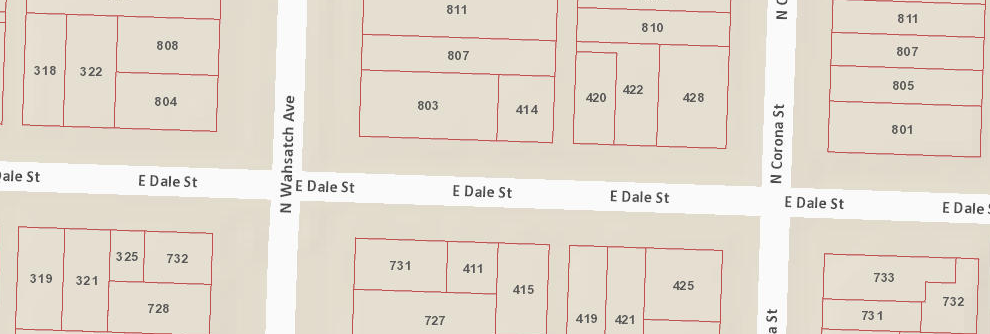 811
810
N C
811
808
807
807
318
322
420
422
428
805
804
803
414
801
N Wahsatch Ave
N Corona St
ale St
E Dale St
E Dale St
E Dale St
E Dale St
E Dale St
E Dale S
325
732
731
411
733
319
321
415
425
732
728
727
419
421
731
a St